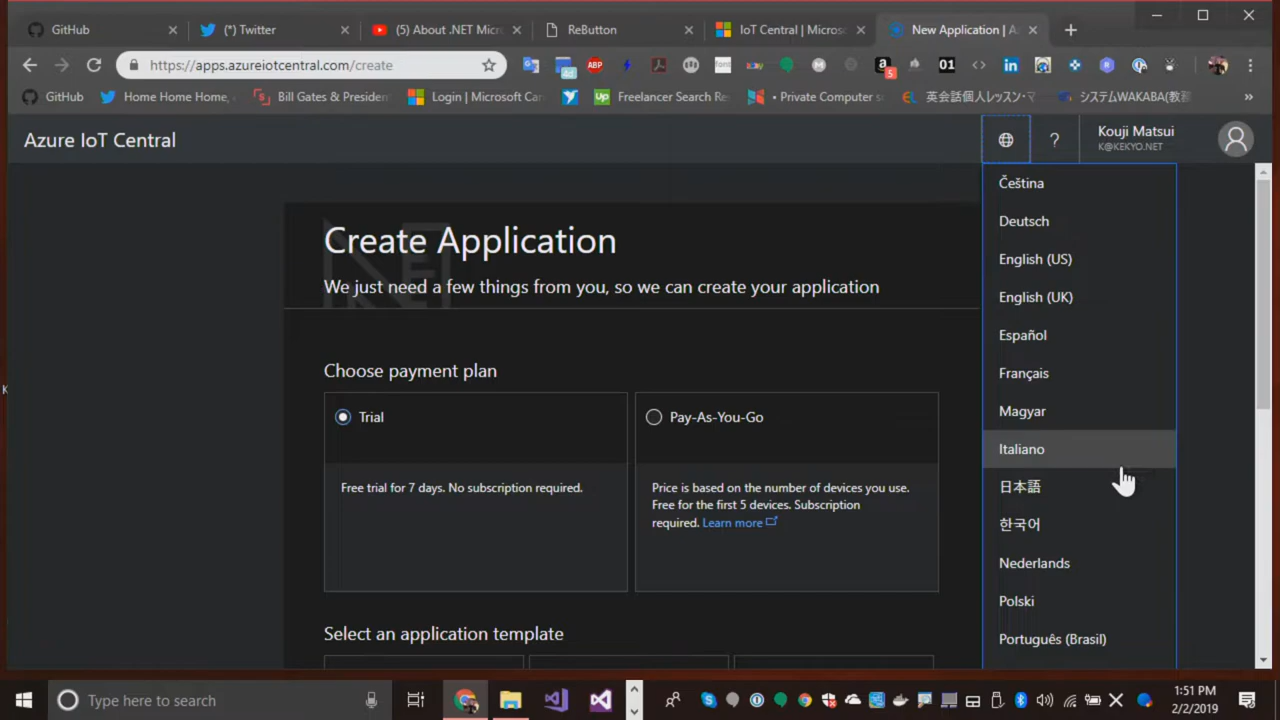 GitHub
(*) Twitter
(5) About .NET Micro
ReButton
IoT Central | Micros
New Application | A
https://apps.azureiotcentral.com/create
GitHub
Home Home Home,
Bill Gates & Presiden
Login | Microsoft Ca
Freelancer Search Re
• Private Computer s
英会話個人レッスン・マ
システムWAKABA(教務
Azure IoT Central
?
Kouji Matsui
K@KEKYO.NET
Čeština
Deutsch
English (US)
English (UK)
Español
Français
Magyar
Italiano
日本語
한국어
Nederlands
Polski
Português (Brasil)
Create Application
We just need a few things from you, so we can create your application
Choose payment plan
Trial
Free trial for 7 days. No subscription required.
Pay-As-You-Go
Price is based on the number of devices you use.
Free for the first 5 devices. Subscription
required. Learn more
Select an application template
Type here to search
1:51 PM
2/2/2019